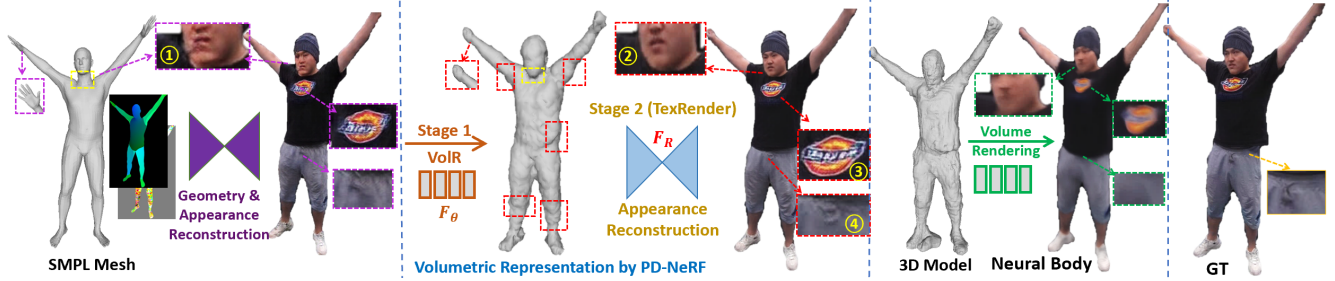 ①
Geometry &
Appearance
Reconstruction
SMPL Mesh
Stage 1
VolR
F_θ
②
Stage 2 (TexRender)
F_R
Appearance
Reconstruction
③
④
Volumetric Representation by PD-NeRF
Volume
Rendering
3D Model
Neural Body
GT